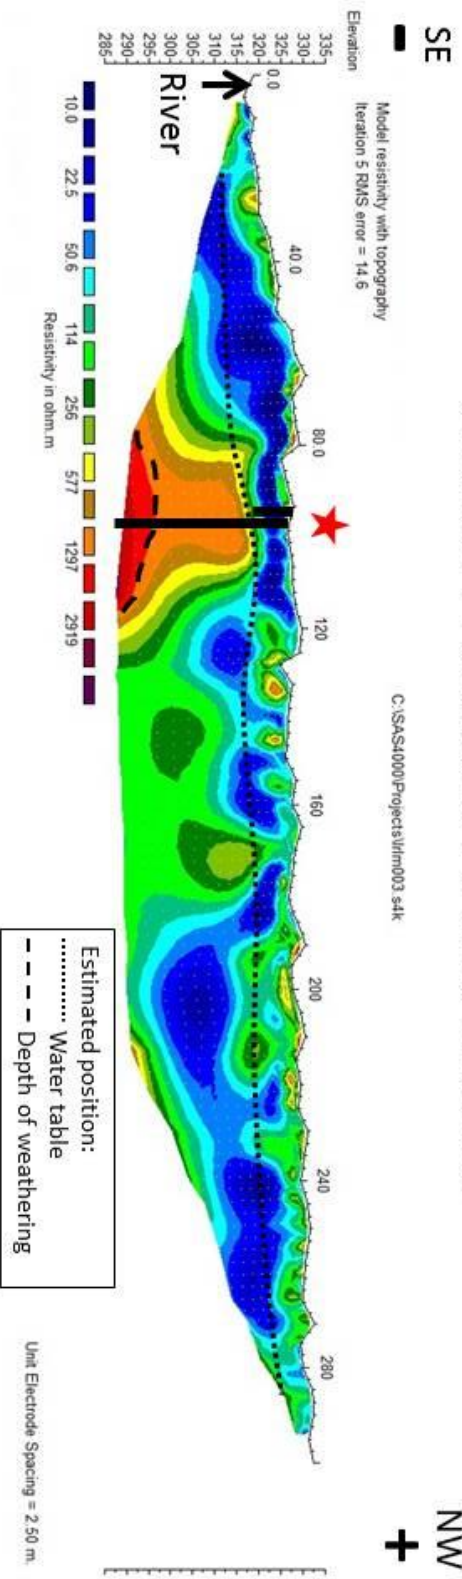 SE
NW
-
+
Model resistivity with topography
C:\SAS4000\Projects\lrlm003.s4k
Iteration 5 RMS error = 14.6
Elevation
335
330
325
320
315
310
305
300
295
290
285
0.0
40.0
80.0
120
160
200
240
280
River
10.0 22.5 50.6 114 256 577 1297 2919
Resistivity in ohm.m
Estimated position:
Water table
Depth of weathering
Unit Electrode Spacing = 2.50 m.